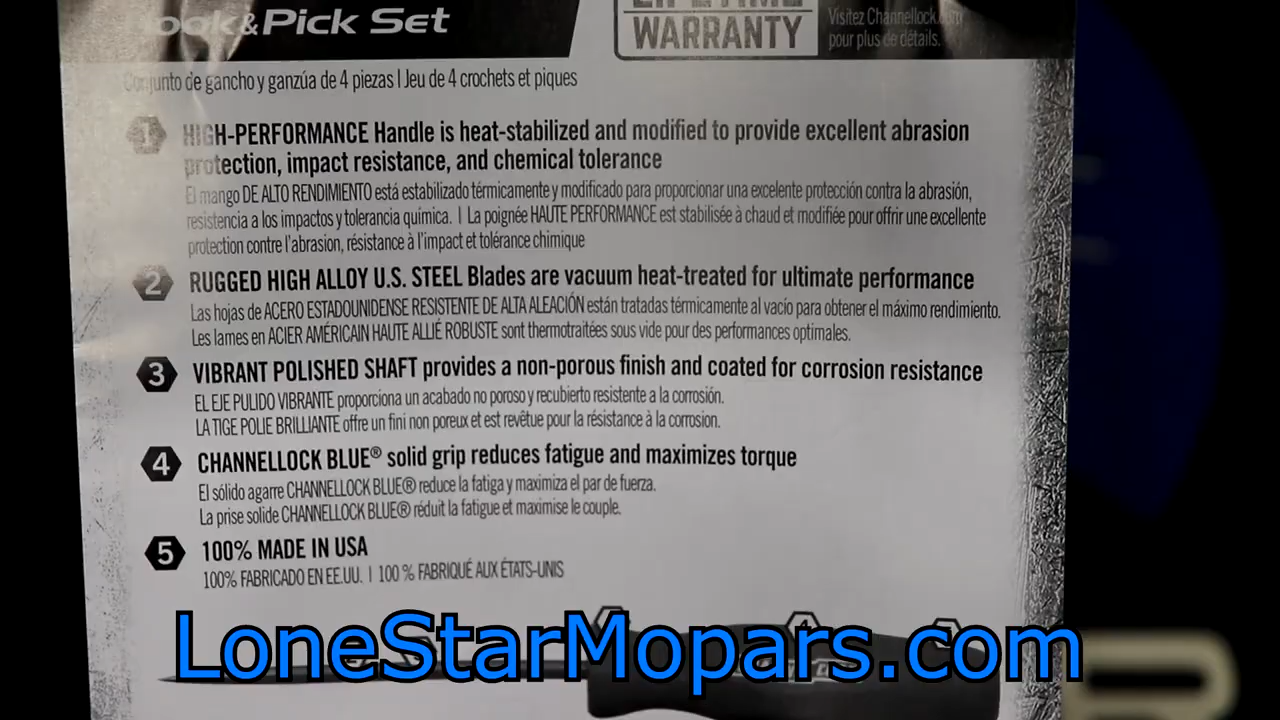 Hook&Pick Set
LIFETIME
WARRANTY
Visitez Channellock.com
pour plus de détails.
Conjunto de gancho y ganzúa de 4 piezas | Jeu de 4 crochets et piques
1
HIGH-PERFORMANCE Handle is heat-stabilized and modified to provide excellent abrasion
protection, impact resistance, and chemical tolerance
El mango DE ALTO RENDIMIENTO está estabilizado térmicamente y modificado para proporcionar una excelente protección contra la abrasión,
resistencia a los impactos y tolerancia química. | La poignée HAUTE PERFORMANCE est stabilisée à chaud et modifiée pour offrir une excellente
protection contre l'abrasion, résistance à l'impact et tolérance chimique
2
RUGGED HIGH ALLOY U.S. STEEL Blades are vacuum heat-treated for ultimate performance
Las hojas de ACERO ESTADOUNIDENSE RESISTENTE DE ALTA ALEACIÓN están tratadas térmicamente al vacío para obtener el máximo rendimiento.
Les lames en ACIER AMÉRICAIN HAUTE ALLIÉ ROBUSTE sont thermotraitées sous vide pour des performances optimales.
3
VIBRANT POLISHED SHAFT provides a non-porous finish and coated for corrosion resistance
EL EJE PULIDO VIBRANTE proporciona un acabado no poroso y recubierto resistente a la corrosión.
LA TIGE POLIE BRILLIANTE offre un fini non poreux et est revêtue pour la résistance à la corrosion.
4
CHANNELLOCK BLUE® solid grip reduces fatigue and maximizes torque
El sólido agarre CHANNELLOCK BLUE® reduce la fatiga y maximiza el par de fuerza.
La prise solide CHANNELLOCK BLUE® réduit la fatigue et maximise le couple.
5
100% MADE IN USA
100% FABRICADO EN EE.UU. | 100 % FABRIQUÉ AUX ÉTATS-UNIS
LoneStarMopars.com